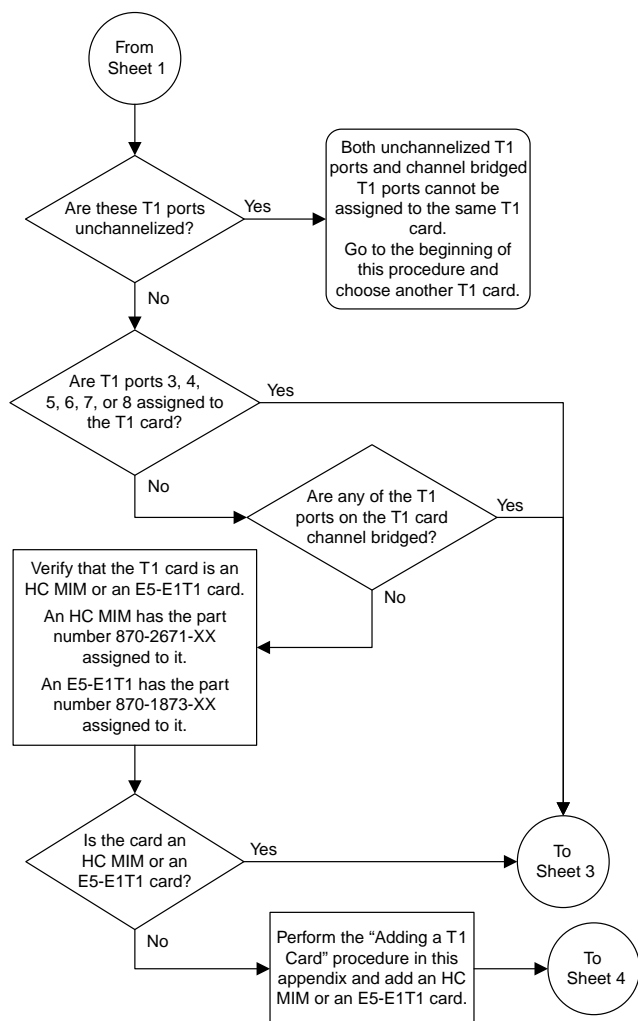 From
Sheet 1
Both unchannelized T1
ports and channel bridged
T1 ports cannot be
assigned to the same T1
card.
Go to the beginning of
this procedure and
choose another T1 card.
Are these T1 ports
unchannelized?
Yes
No
Are T1 ports 3, 4,
5, 6, 7, or 8 assigned to
the T1 card?
Yes
No
Are any of the T1
ports on the T1 card
channel bridged?
Yes
No
Verify that the T1 card is an
HC MIM or an E5-E1T1 card.
An HC MIM has the part
number 870-2671-XX
assigned to it.
An E5-E1T1 has the part
number 870-1873-XX
assigned to it.
Is the card an
HC MIM or an
E5-E1T1 card?
Yes
To
Sheet 3
No
Perform the “Adding a T1
Card” procedure in this
appendix and add an HC
MIM or an E5-E1T1 card.
To
Sheet 4